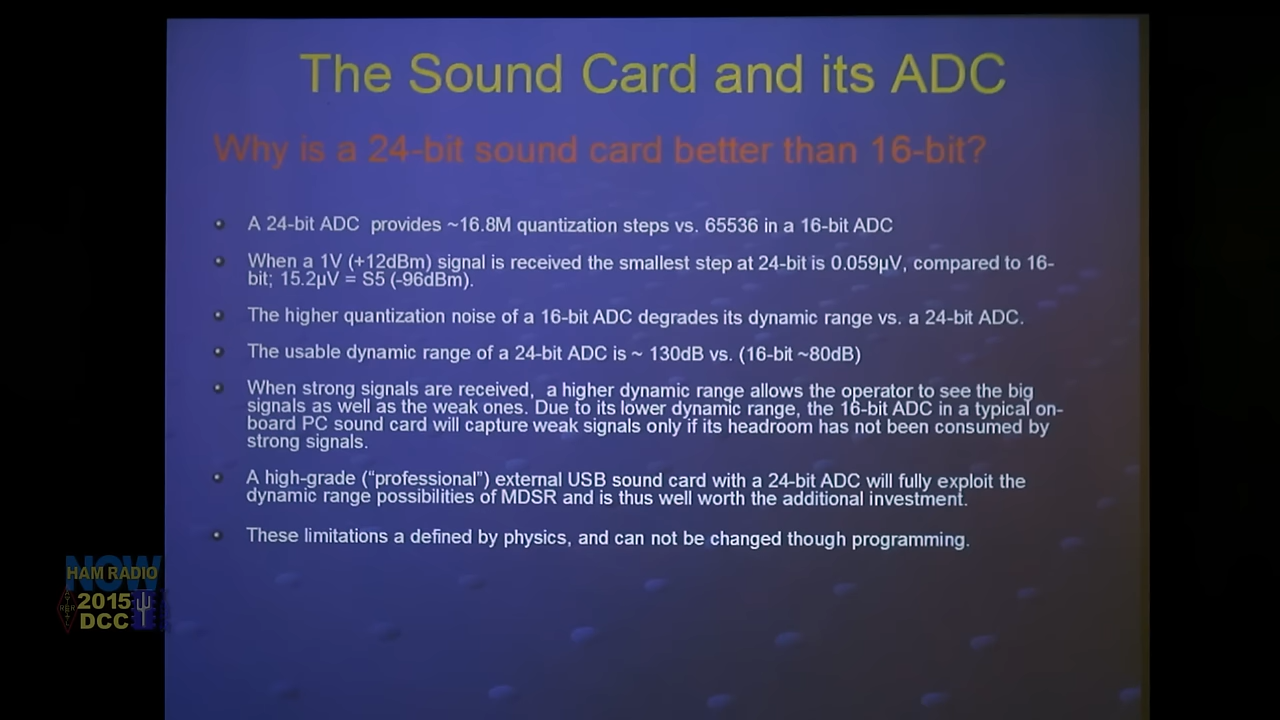 The Sound Card and its ADC
Why is a 24-bit sound card better than 16-bit?
• A 24-bit ADC provides ~16.8M quantization steps vs. 65536 in a 16-bit ADC
• When a 1V (+12dBm) signal is received the smallest step at 24-bit is 0.059µV, compared to 16-
bit; 15.2µV = S5 (-96dBm).
• The higher quantization noise of a 16-bit ADC degrades its dynamic range vs. a 24-bit ADC.
• The usable dynamic range of a 24-bit ADC is ~ 130dB vs. (16-bit ~80dB)
• When strong signals are received, a higher dynamic range allows the operator to see the big
signals as well as the weak ones. Due to its lower dynamic range, the 16-bit ADC in a typical on-
board PC sound card will capture weak signals only if its headroom has not been consumed by
strong signals.
• A high-grade (“professional”) external USB sound card with a 24-bit ADC will fully exploit the
dynamic range possibilities of MDSR and is thus well worth the additional investment.
• These limitations a defined by physics, and can not be changed though programming.
NOW
HAM RADIO
2015
DCC